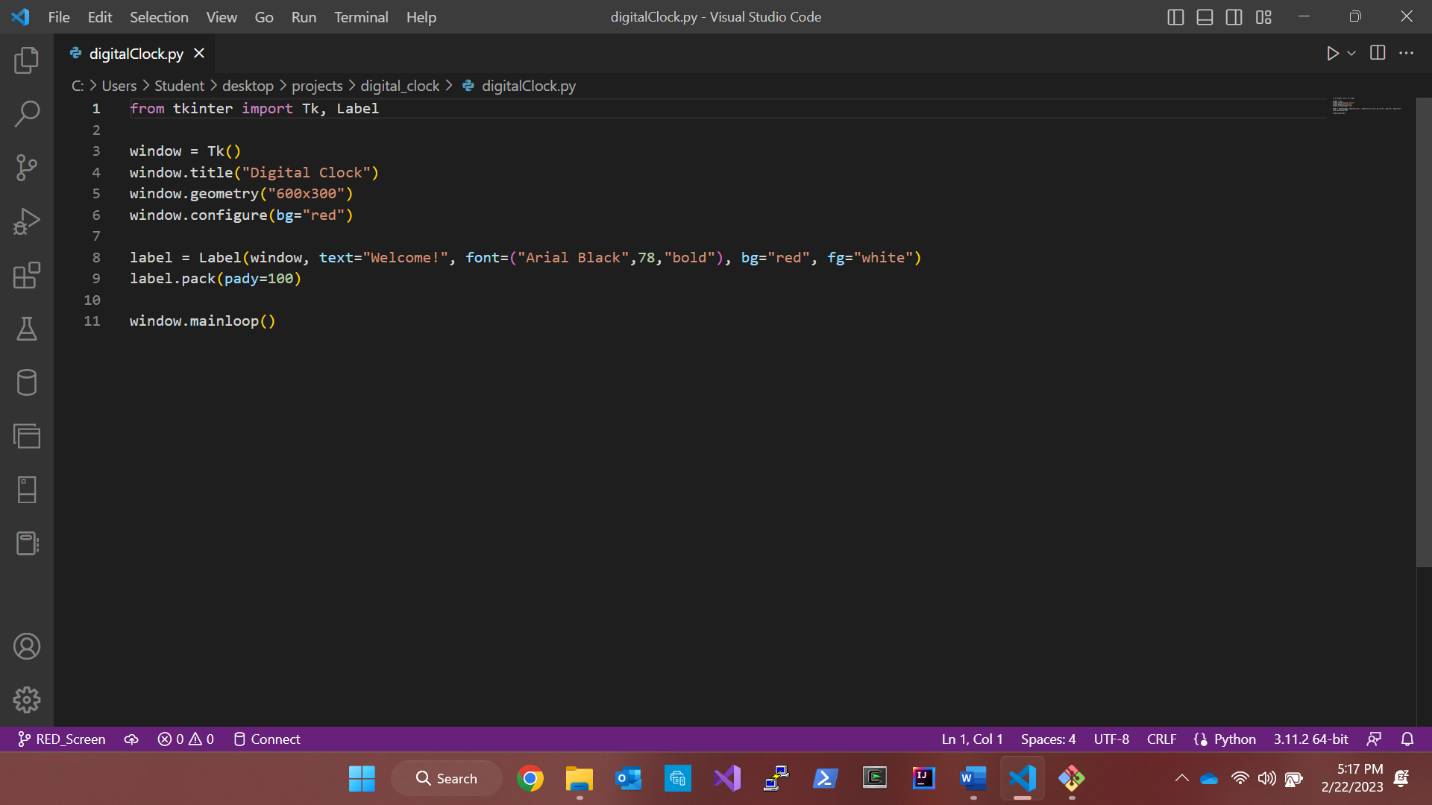 File Edit Selection View Go Run Terminal Help digitalClock.py - Visual Studio Code
digitalClock.py
C: > Users > Student > desktop > projects > digital_clock > digitalClock.py
1 from tkinter import Tk, Label
2
3 window = Tk()
4 window.title("Digital Clock")
5 window.geometry("600x300")
6 window.configure(bg="red")
7
8 label = Label(window, text="Welcome!", font=("Arial Black",78,"bold"), bg="red", fg="white")
9 label.pack(pady=100)
10
11 window.mainloop()
RED_Screen 0 0 Connect Ln 1, Col 1 Spaces: 4 UTF-8 CRLF Python 3.11.2 64-bit
Search 5:17 PM
2/22/2023